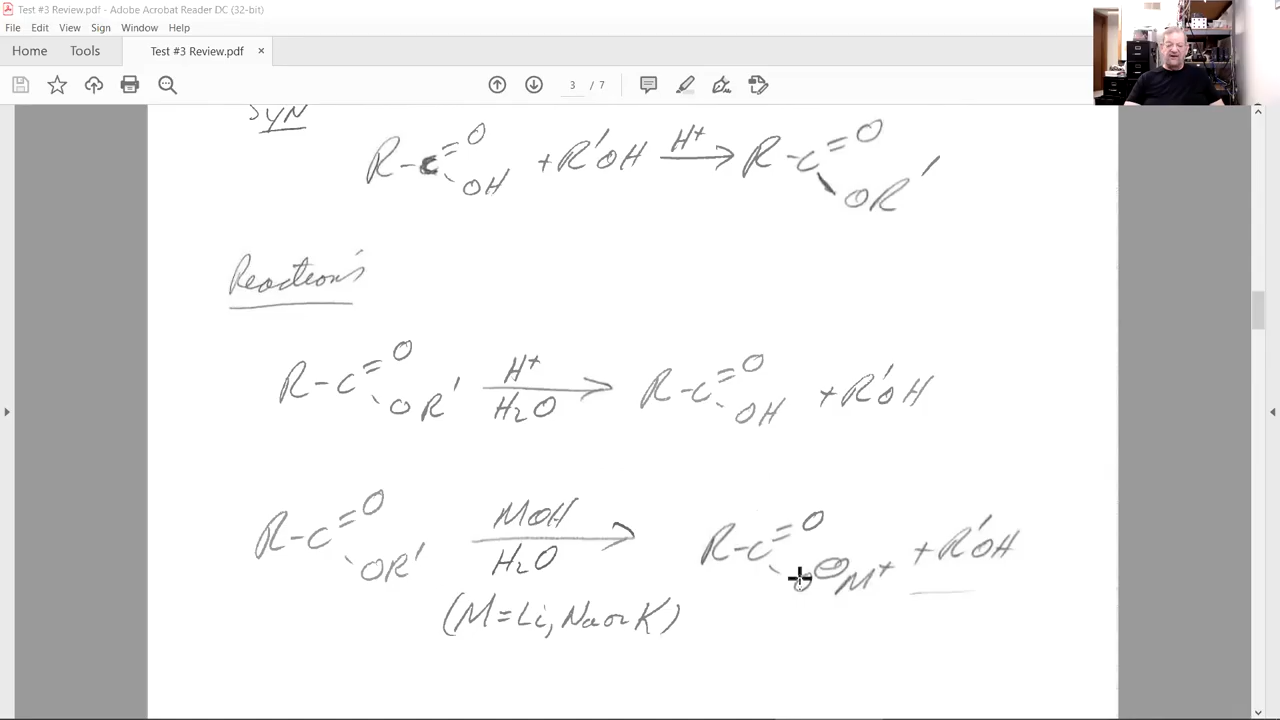 Test #3 Review.pdf - Adobe Acrobat Reader DC (32-bit)
File Edit View Sign Window Help
Home Tools Test #3 Review.pdf ×
3 / 7
SYN
R-C=O OH + R'OH H+ → R-C=O OR'
Reactions
R-C=O OR' H+ H2O → R-C=O OH + R'OH
R-C=O OR' MOH H2O → R-C=O O⊖ M+ + R'OH
(M=Li, Na or K)